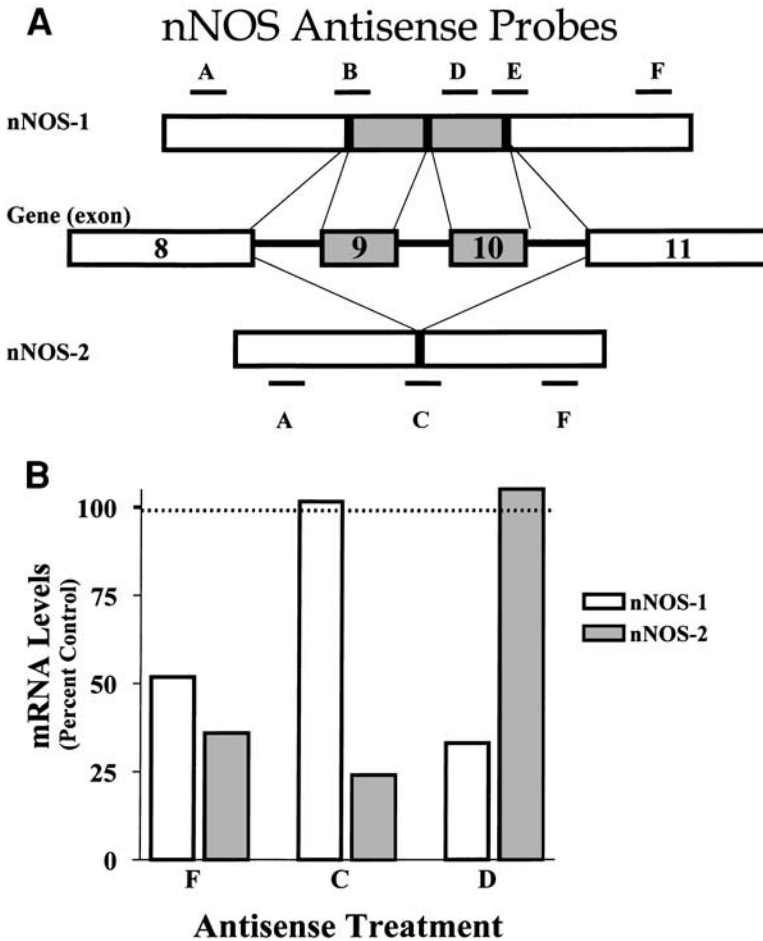 A
nNOS Antisense Probes
A B D E F
nNOS-1
Gene (exon)
8 9 10 11
nNOS-2
A C F
B
100
75
50
25
0
mRNA Levels
(Percent Control)
nNOS-1
nNOS-2
F C D
Antisense Treatment